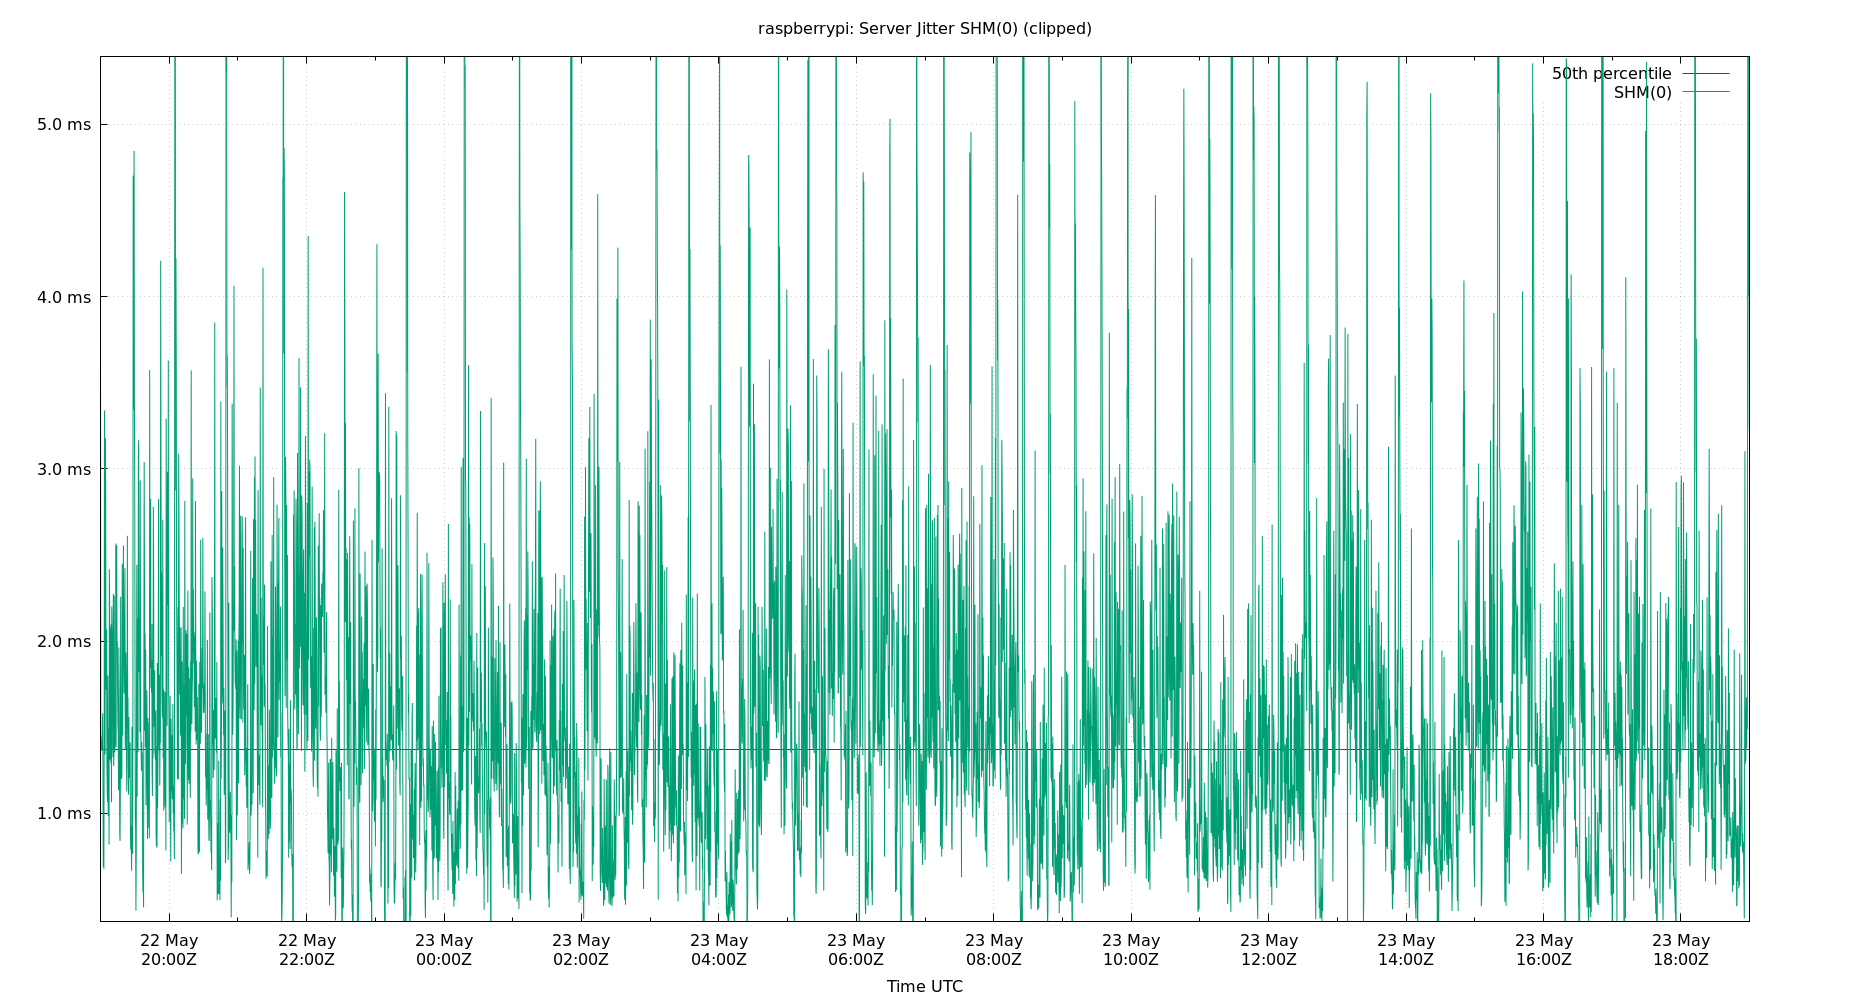 raspberrypi: Server Jitter SHM(0) (clipped)
50th percentile
SHM(0)
5.0 ms
4.0 ms
3.0 ms
2.0 ms
1.0 ms
22 May 22 May 23 May 23 May 23 May 23 May 23 May 23 May 23 May 23 May 23 May 23 May
20:00Z 22:00Z 00:00Z 02:00Z 04:00Z 06:00Z 08:00Z 10:00Z 12:00Z 14:00Z 16:00Z 18:00Z
Time UTC